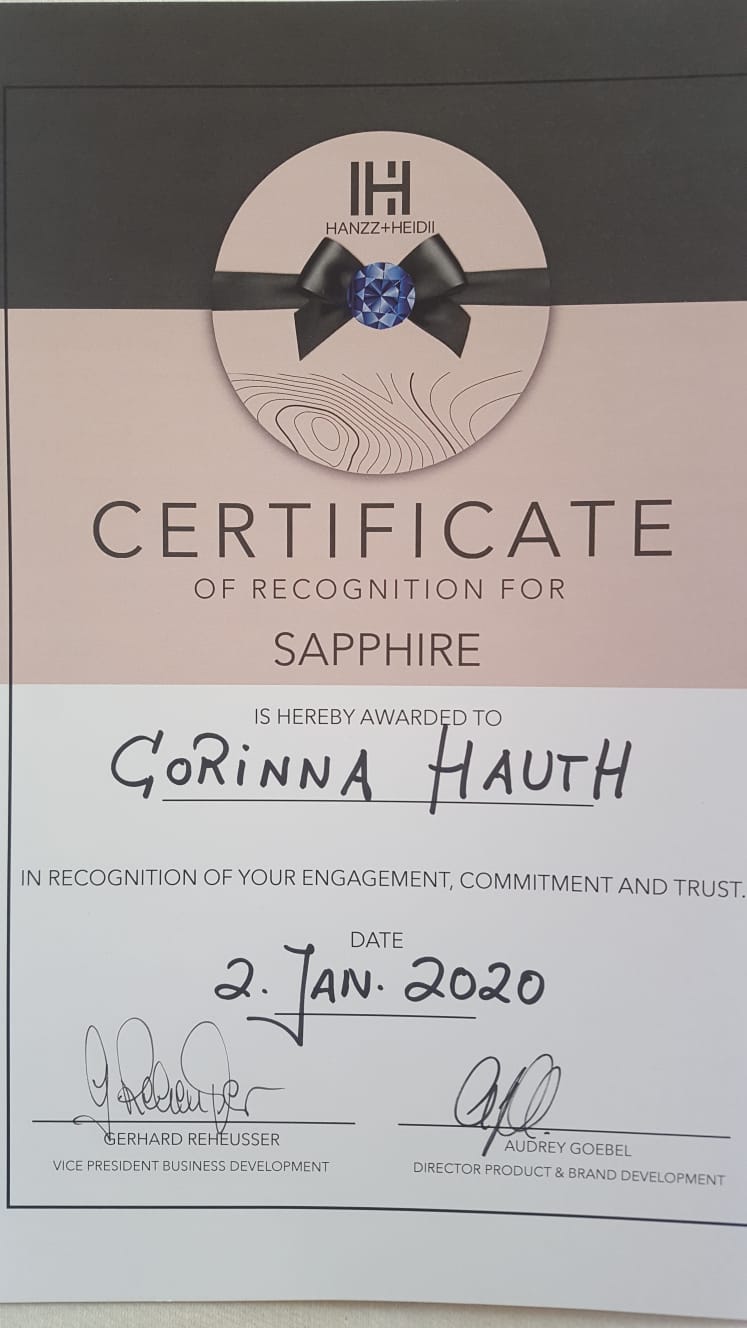 HANZZ+HEIDII
CERTIFICATE
OF RECOGNITION FOR
SAPPHIRE
IS HEREBY AWARDED TO
CORINNA HAUTH
IN RECOGNITION OF YOUR ENGAGEMENT, COMMITMENT AND TRUST.
DATE
2. JAN. 2020
GERHARD REHEUSSER
VICE PRESIDENT BUSINESS DEVELOPMENT
AUDREY GOEBEL
DIRECTOR PRODUCT & BRAND DEVELOPMENT